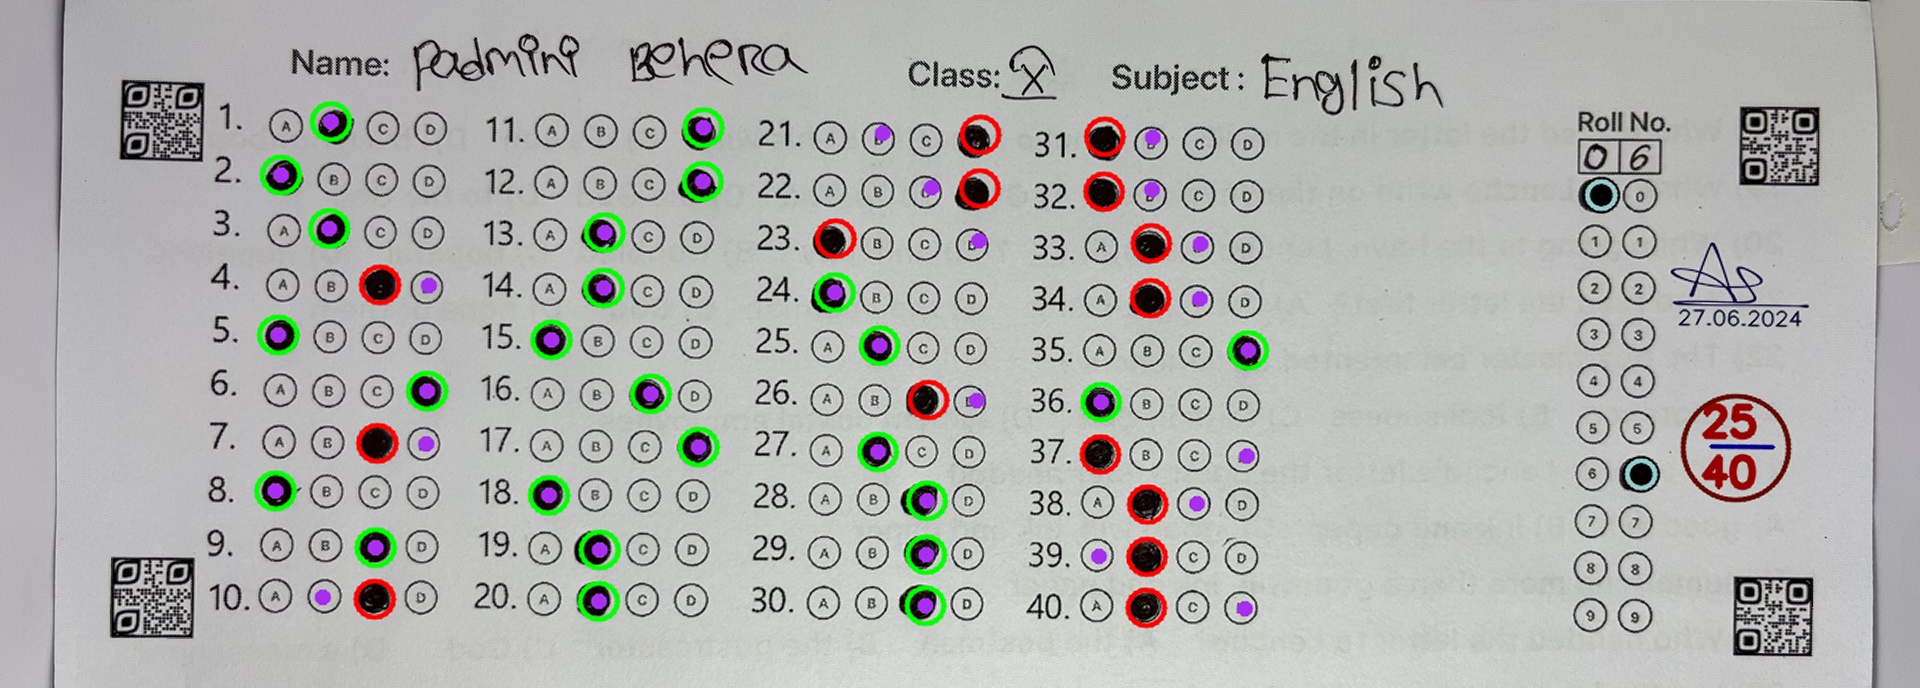 Name: Padmini Behera Class: X Subject: English
Roll No.
0 6
1. A C D 11. A B C 21. A B C 31. B C D
2. B C D 12. A B C 22. A B 32. B C D
3. A C D 13. A C D 23. B C D 33. A D
4. A B 14. A C D 24. B C D 34. A D
5. B C D 15. B C D 25. A C D 35. A B C
6. A B C 16. A B D 26. A B D 36. B C D
7. A B 17. A B C 27. A C D 37. B C
8. B C D 18. B C D 28. A B D 38. A D
9. A B D 19. A C D 29. A B D 39. C D
10. A D 20. A C D 30. A B D 40. A C
0
1 1
2 2
3 3
4 4
5 5
6
7 7
8 8
9 9
27.06.2024
25
40